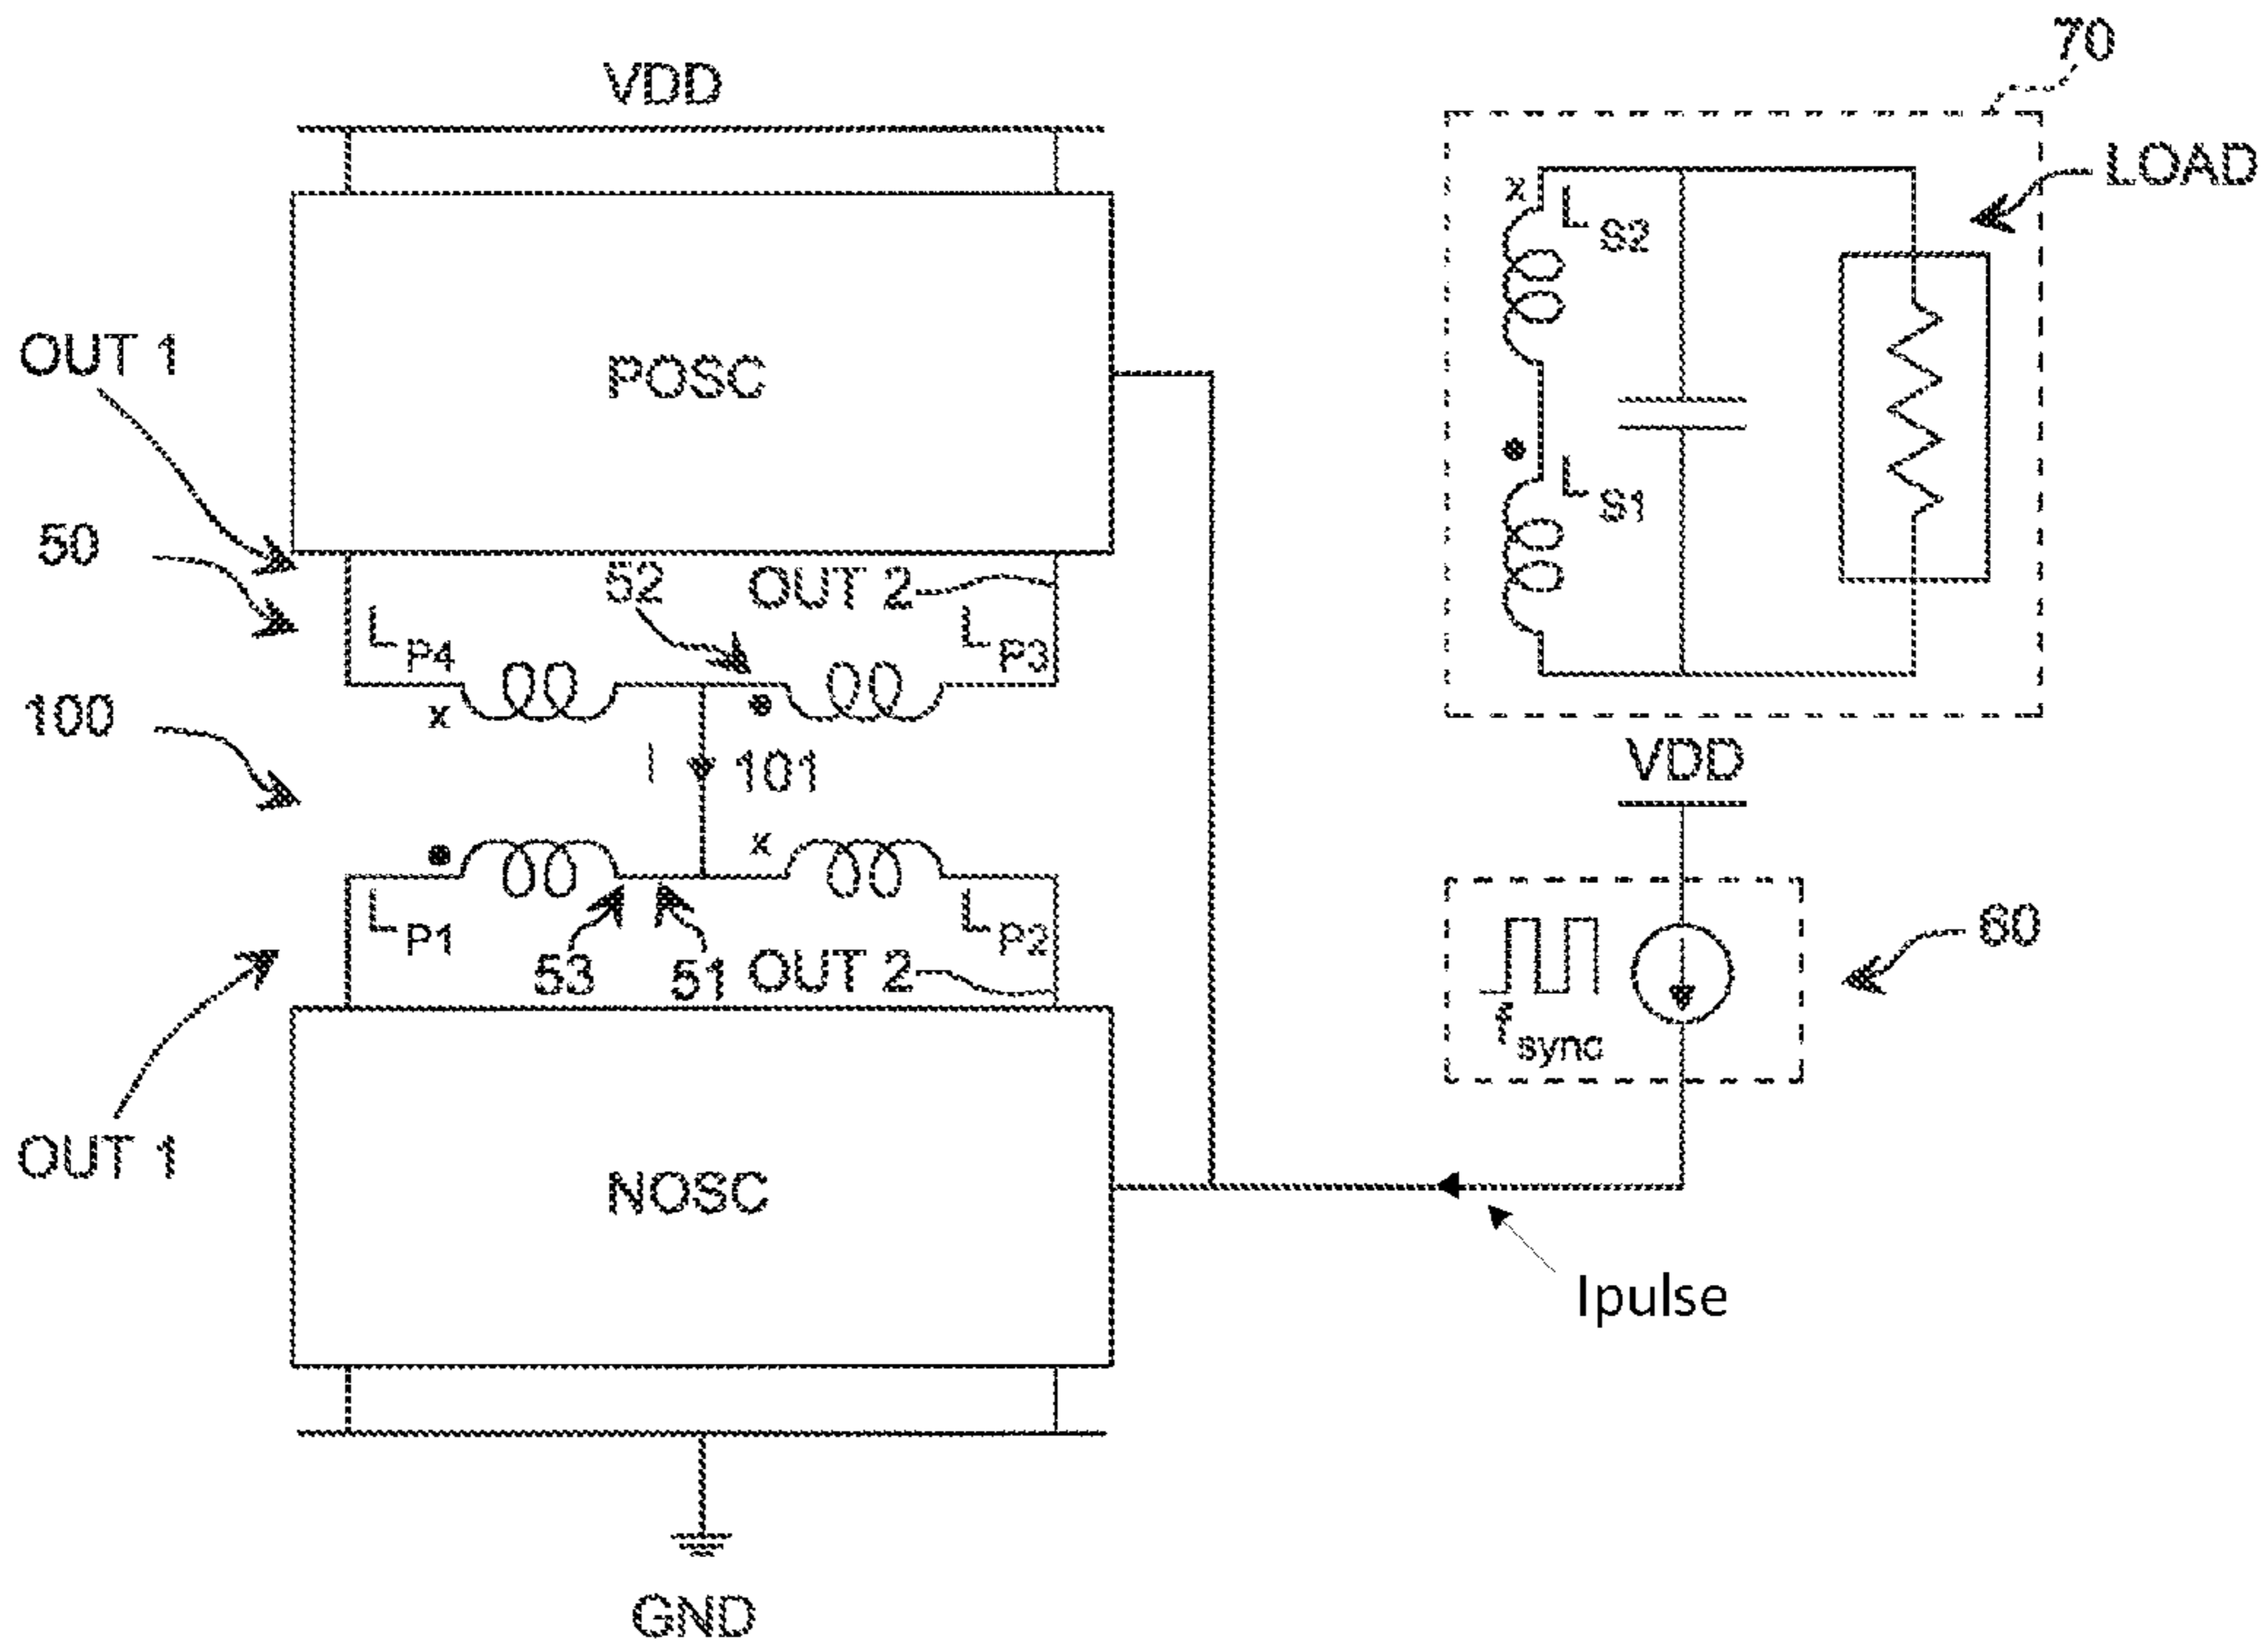 70
VDD
LOAD
x
L S2
OUT 1
POSC
L S1
50
52
OUT 2
L P4
L P3
100
x
I
101
VDD
x
L P1
L P2
60
53
51
OUT 2
f sync
OUT 1
NOSC
Ipulse
GND